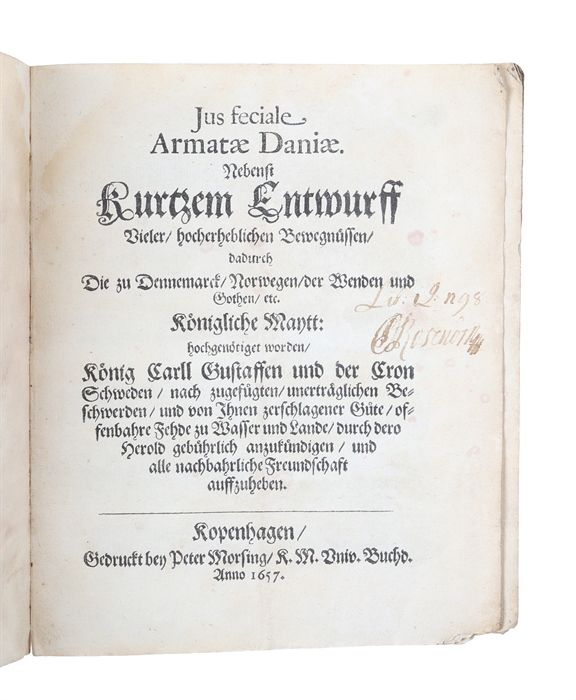 Jus feciale
Armatæ Daniæ.
Nebenst
Kurtzem Entwurff
Vieler/ hocherheblichen Bewegnüssen/
dadurch
Die zu Dennemarck/ Norwegen/ der Wenden und
Gothen/ etc.
Königliche Maytt:
hochgenötiget worden/
König Carll Gustaffen und der Cron
Schweden/ nach zugefügten/ unerträglichen Be-
schwerden/ und von Ihnen zerschlagener Güte/ of-
fenbahre Fehde zu Wasser und Lande/ durch dero
Herold gebührlich anzukündigen/ und
alle nachbahrliche Freundschaft
auffzuheben.
Kopenhagen/
Gedruckt bey Peter Morsing/ K. M. Univ. Buchd.
Anno 1657.
n 98